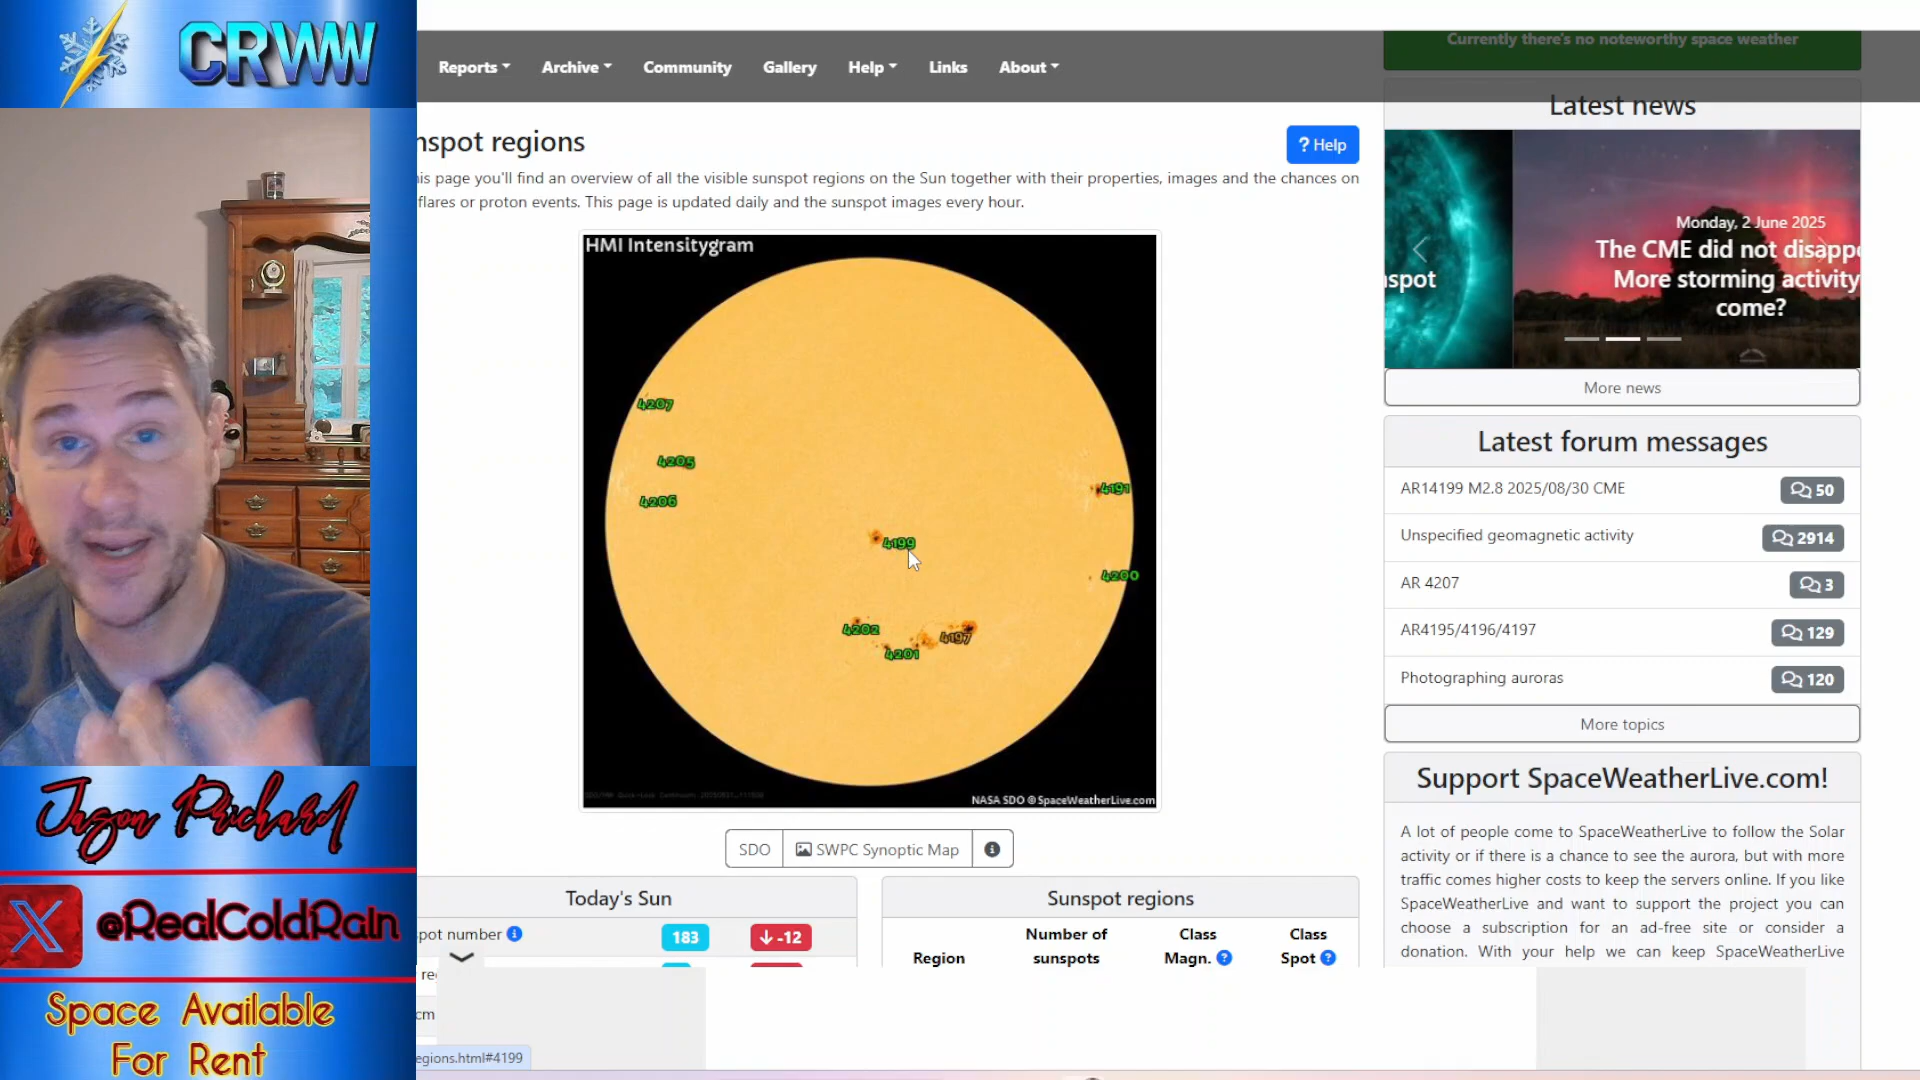 CRWW
Reports
Archive
Community
Gallery
Help
Links
About
Currently there's no noteworthy space weather
nspot regions
? Help
his page you'll find an overview of all the visible sunspot regions on the Sun together with their properties, images and the chances on
flares or proton events. This page is updated daily and the sunspot images every hour.
HMI Intensitygram
4207
4205
4206
4191
4199
4200
4202
4197
4201
NASA SDO © SpaceWeatherLive.com
SDO
SWPC Synoptic Map
Today's Sun
pot number
183
-12
re
cm
Sunspot regions
Region
Number of
sunspots
Class
Magn. ?
Class
Spot ?
egions.html#4199
Latest news
spot
Monday, 2 June 2025
The CME did not disapp
More storming activity
come?
More news
Latest forum messages
AR14199 M2.8 2025/08/30 CME
50
Unspecified geomagnetic activity
2914
AR 4207
3
AR4195/4196/4197
129
Photographing auroras
120
More topics
Support SpaceWeatherLive.com!
A lot of people come to SpaceWeatherLive to follow the Solar
activity or if there is a chance to see the aurora, but with more
traffic comes higher costs to keep the servers online. If you like
SpaceWeatherLive and want to support the project you can
choose a subscription for an ad-free site or consider a
donation. With your help we can keep SpaceWeatherLive
Jason Prichard
X
@RealColdRain
Space Available
For Rent